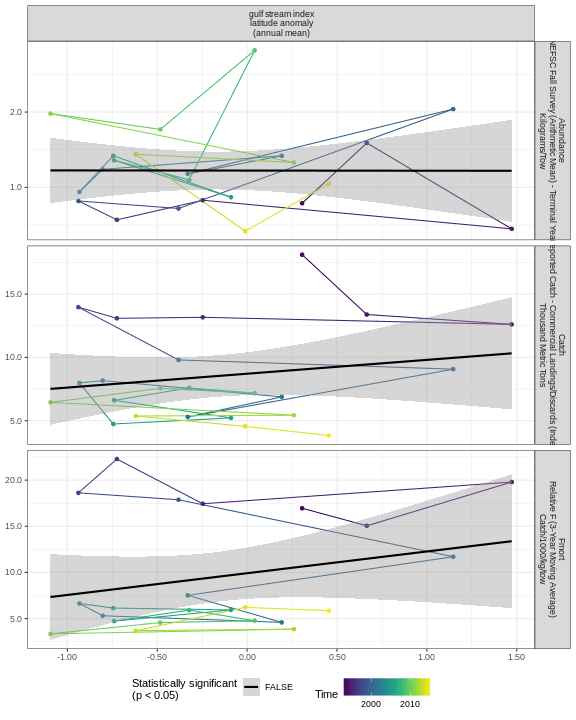 gulf stream index
latitude anomaly
(annual mean)
2.0
1.0
Abundance
NEFSC Fall Survey (Arithmetic Mean) - Terminal Year
Kilograms/Tow
15.0
10.0
5.0
Catch
Reported Catch - Commercial Landings/Discards
Thousand Metric Tons
20.0
15.0
10.0
5.0
Fmort
Relative F (3-Year Moving Average)
Catch/1000/kg/tow
-1.00
-0.50
0.00
0.50
1.00
1.50
Statistically significant
(p < 0.05)
FALSE
Time
2000
2010